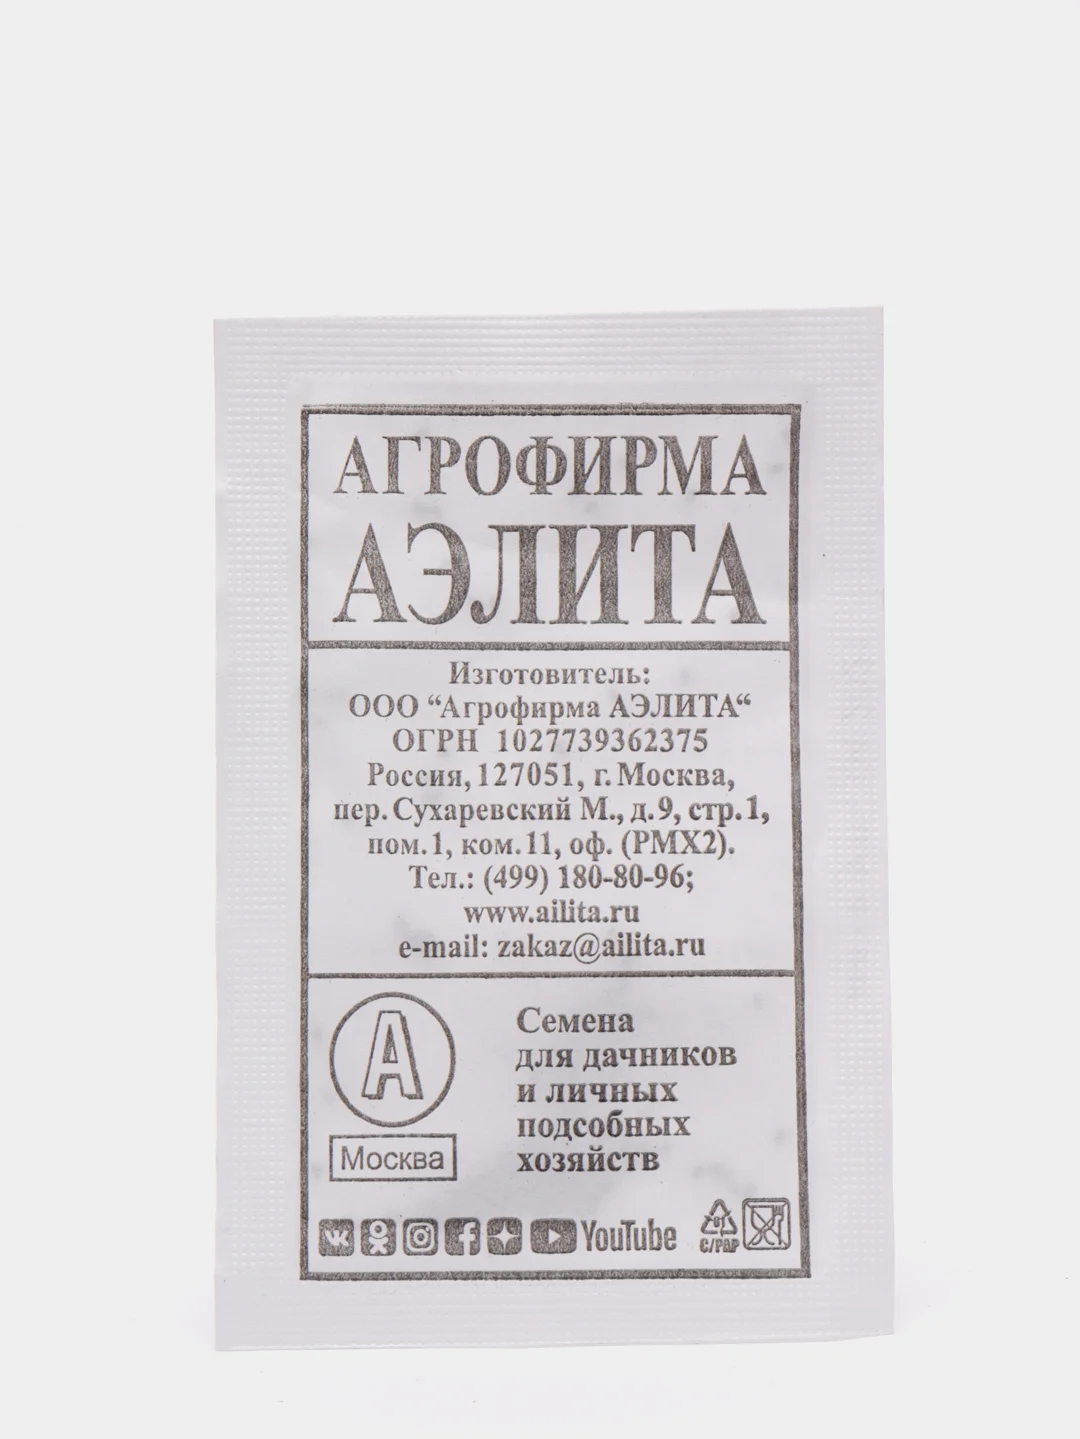 АГРОФИРМА
АЭЛИТА
Изготовитель:
ООО “Агрофирма АЭЛИТА“
ОГРН 1027739362375
Россия, 127051, г. Москва,
пер. Сухаревский М., д. 9, стр. 1,
пом. 1, ком. 11, оф. (РМХ2).
Тел.: (499) 180-80-96;
www.ailita.ru
e-mail: zakaz@ailita.ru
А
Москва
Семена
для дачников
и личных
подсобных
хозяйств
YouTube
81
C/PAP